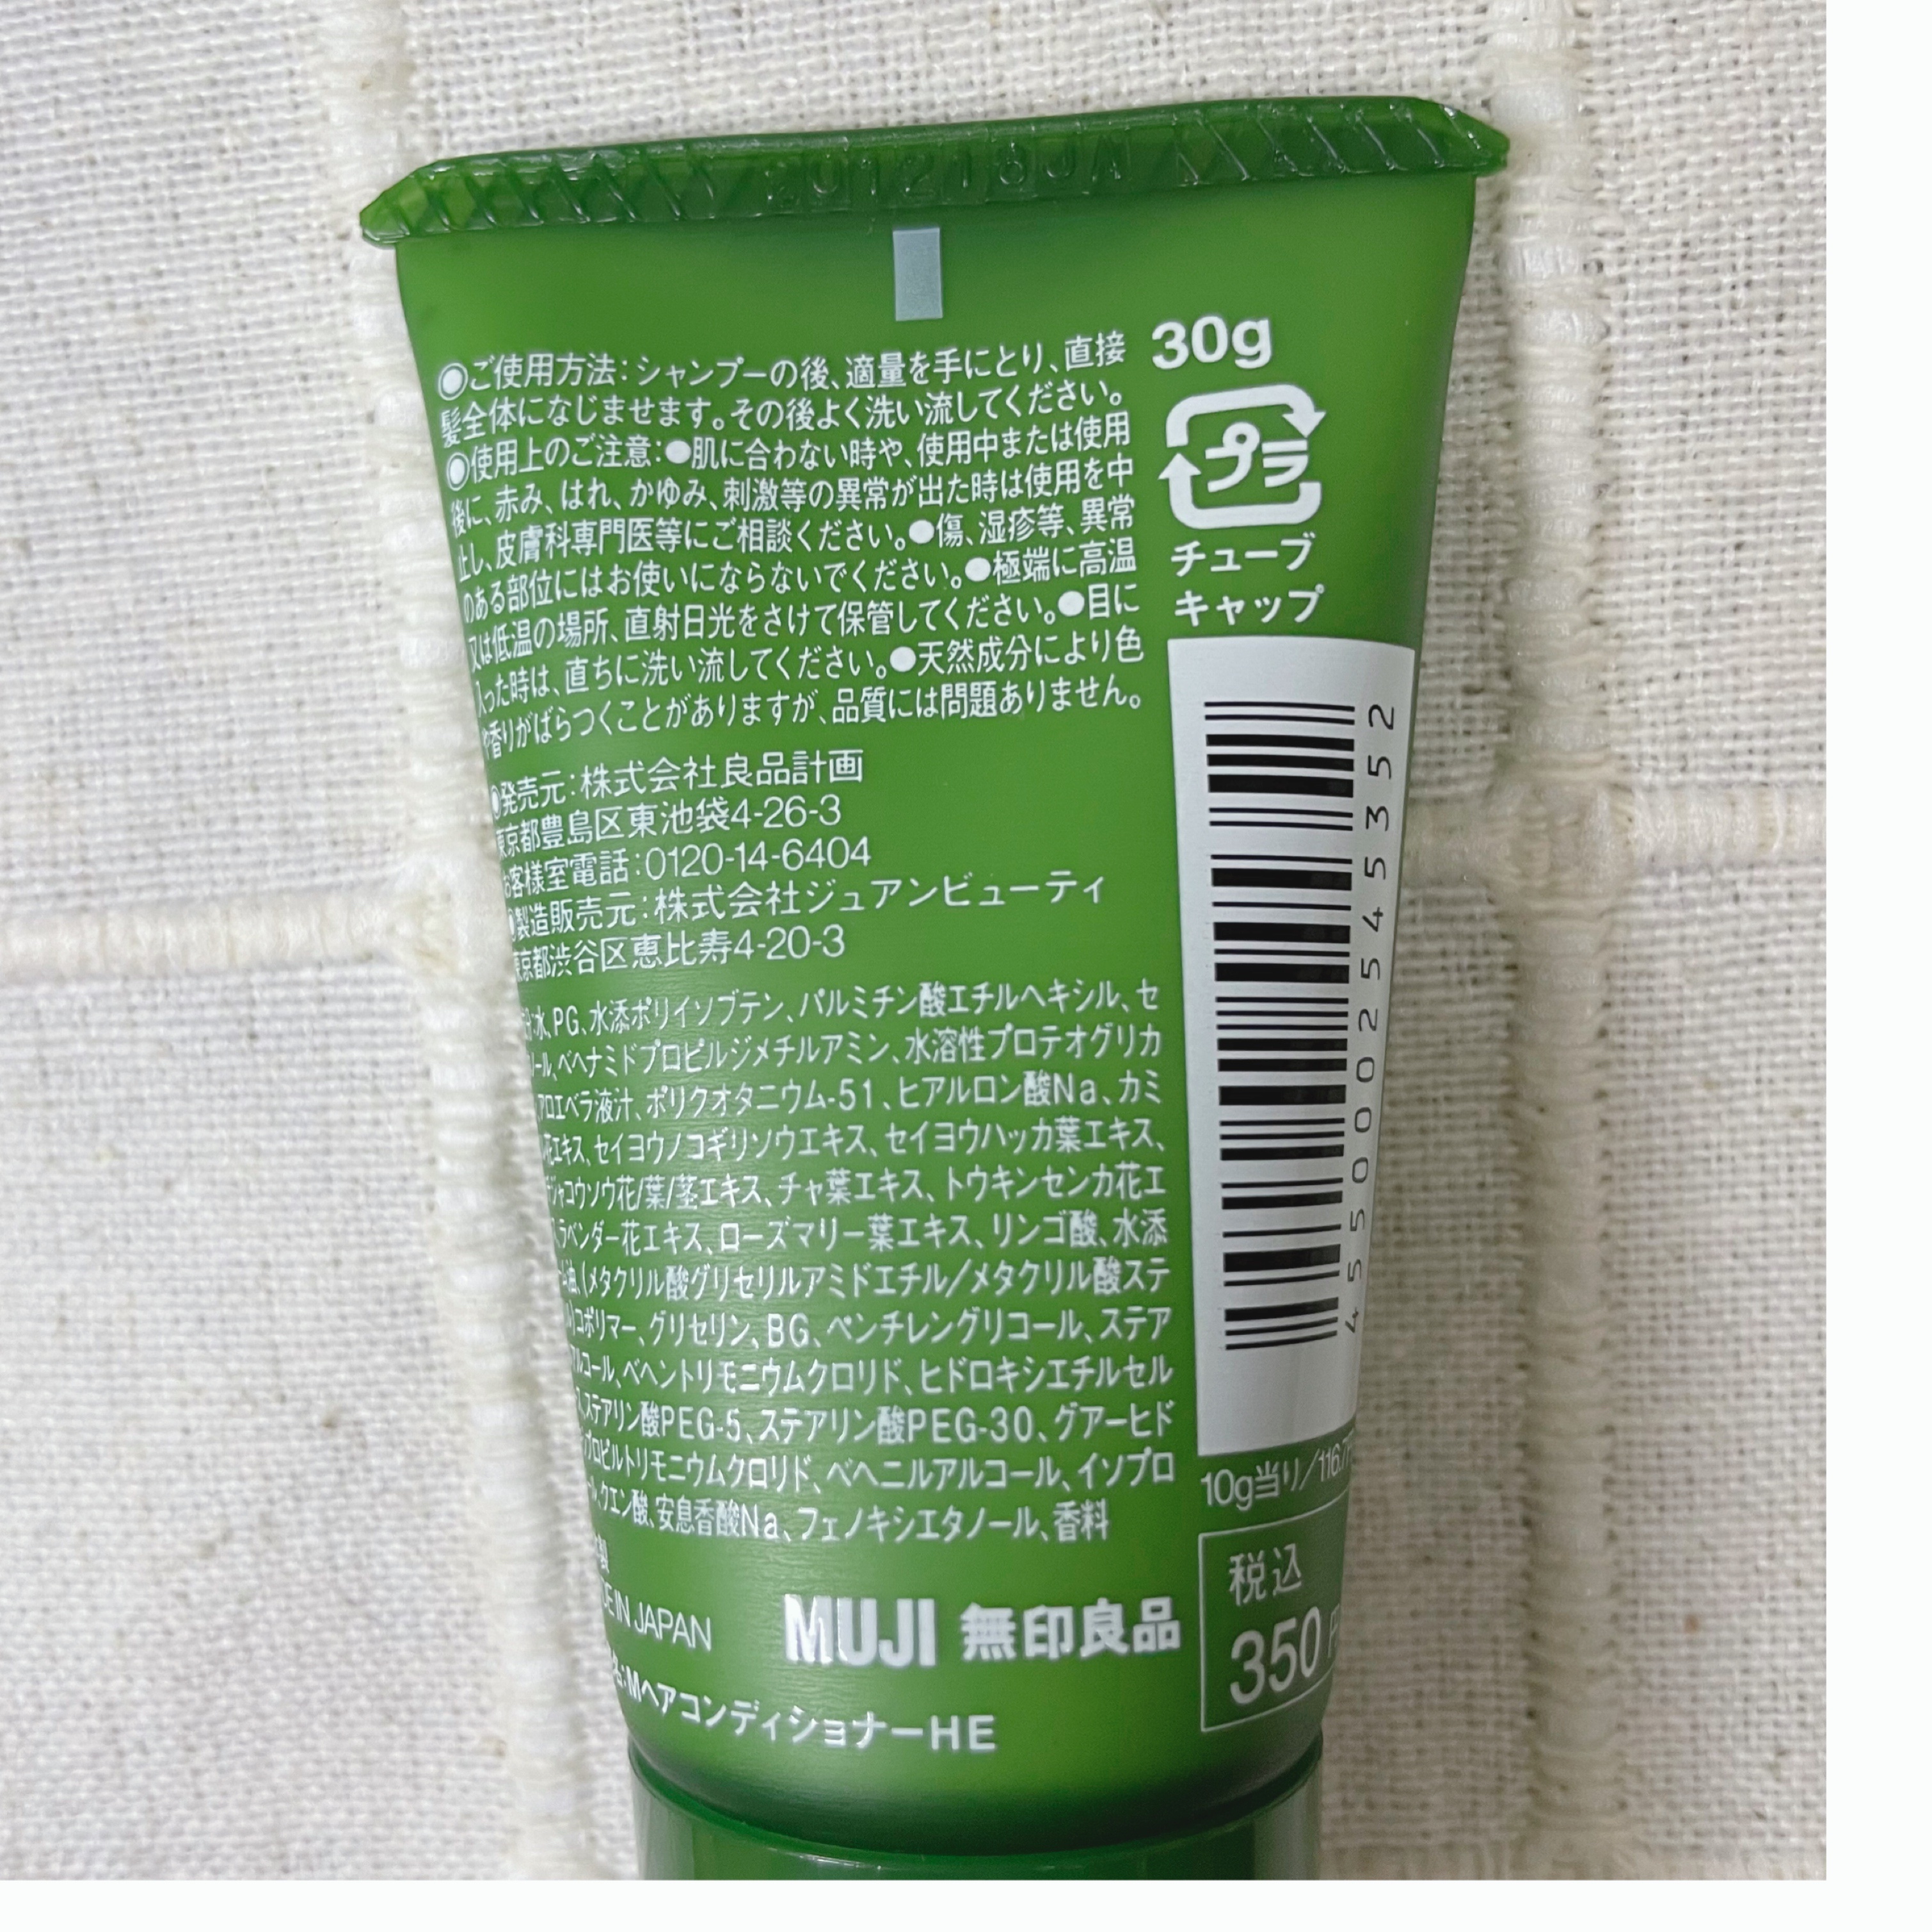 201218JA
◉ご使用方法:シャンプーの後、適量を手にとり、直接
髪全体になじませます。その後よく洗い流してください。
◉使用上のご注意:●肌に合わない時や、使用中または使用
後に、赤み、はれ、かゆみ、刺激等の異常が出た時は使用を中
止し、皮膚科専門医等にご相談ください。●傷、湿疹等、異常
のある部位にはお使いにならないでください。●極端に高温
又は低温の場所、直射日光をさけて保管してください。●目に
入った時は、直ちに洗い流してください。●天然成分により色
や香りがばらつくことがありますが、品質には問題ありません。
◉発売元:株式会社良品計画
東京都豊島区東池袋4-26-3
お客様室電話:0120-14-6404
◉製造販売元:株式会社ジュアンビューティ
東京都渋谷区恵比寿4-20-3
分:水、PG、水添ポリイソブテン、パルミチン酸エチルヘキシル、セ
ール、ベヘナミドプロピルジメチルアミン、水溶性プロテオグリカ
アロエベラ液汁、ポリクオタニウム-51、ヒアルロン酸Na、カミ
花エキス、セイヨウノコギリソウエキス、セイヨウハッカ葉エキス、
ジャコウソウ花/葉/茎エキス、チャ葉エキス、トウキンセンカ花エ
ラベンダー花エキス、ローズマリー葉エキス、リンゴ酸、水添
油、(メタクリル酸グリセリルアミドエチル/メタクリル酸ステ
ル)コポリマー、グリセリン、BG、ペンチレングリコール、ステア
アルコール、ベヘントリモニウムクロリド、ヒドロキシエチルセル
ス、ステアリン酸PEG-5、ステアリン酸PEG-30、グアーヒド
プロピルトリモニウムクロリド、ベヘニルアルコール、イソプロ
ル、クエン酸、安息香酸Na、フェノキシエタノール、香料
製
DE IN JAPAN
MUJI 無印良品
名:MヘアコンディショナーHE
30g
プラ
チューブ
キャップ
4550025454352
10g当り/116.7
税込
350円